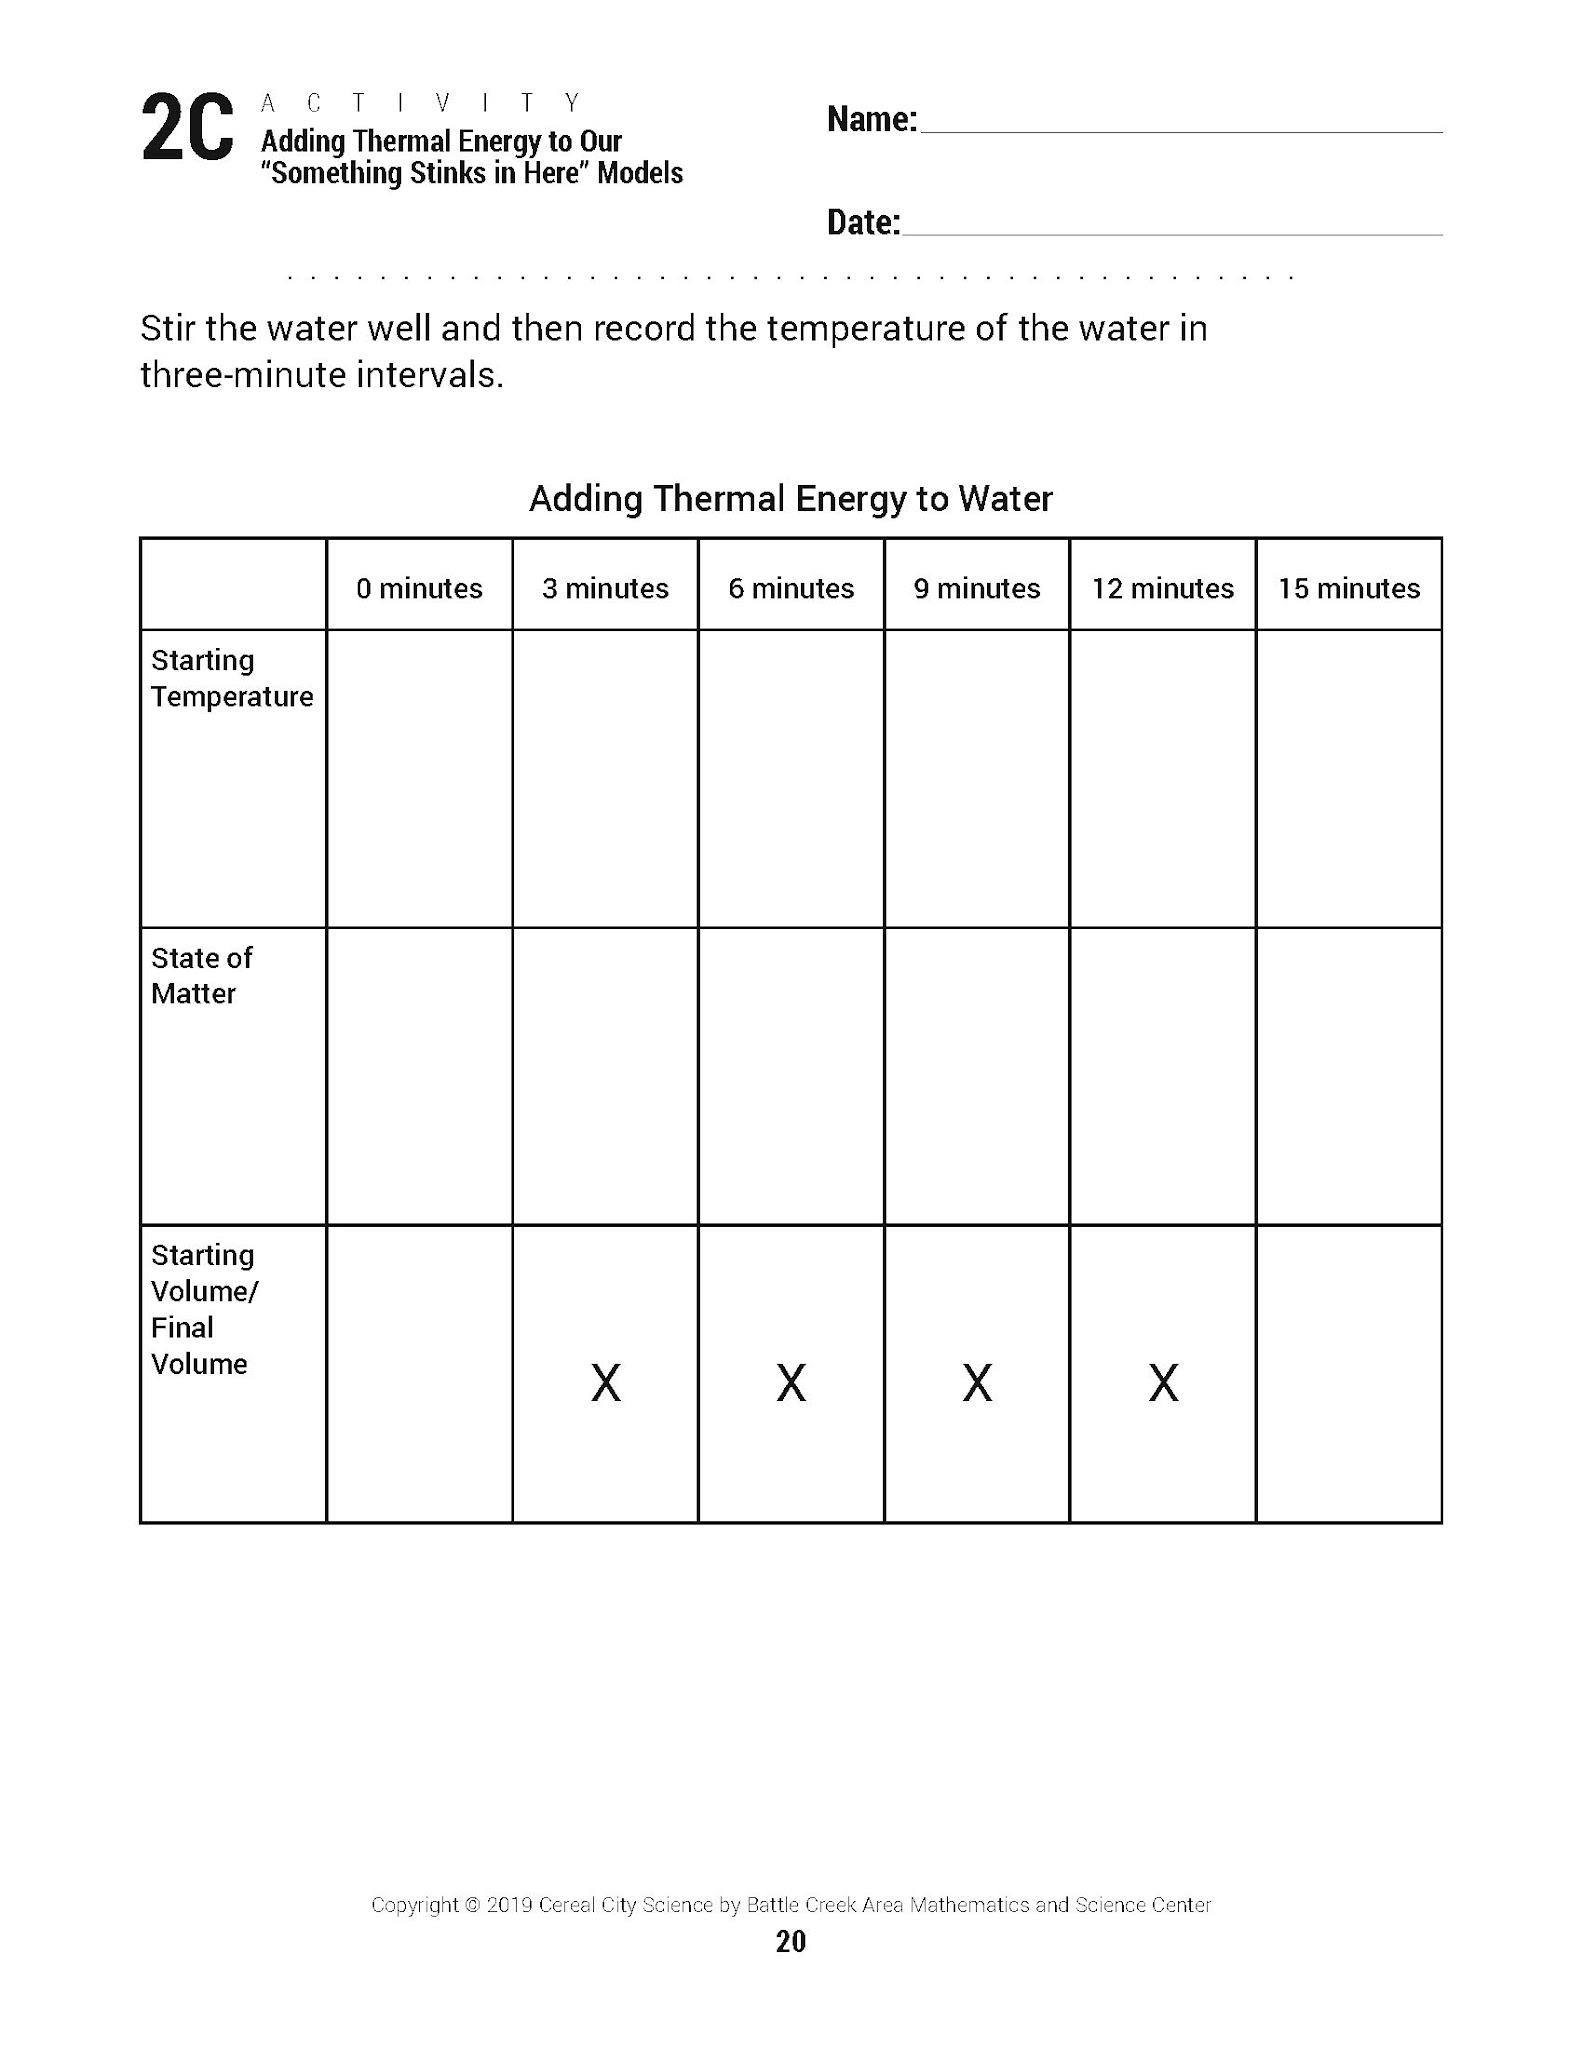 2C
ACTIVITY
Adding Thermal Energy to Our
“Something Stinks in Here” Models
Name:
Date:
Stir the water well and then record the temperature of the water in
three-minute intervals.
Adding Thermal Energy to Water
0 minutes 3 minutes 6 minutes 9 minutes 12 minutes 15 minutes
Starting
Temperature
State of
Matter
Starting
Volume/
Final
Volume
X X X X
Copyright © 2019 Cereal City Science by Battle Creek Area Mathematics and Science Center
20